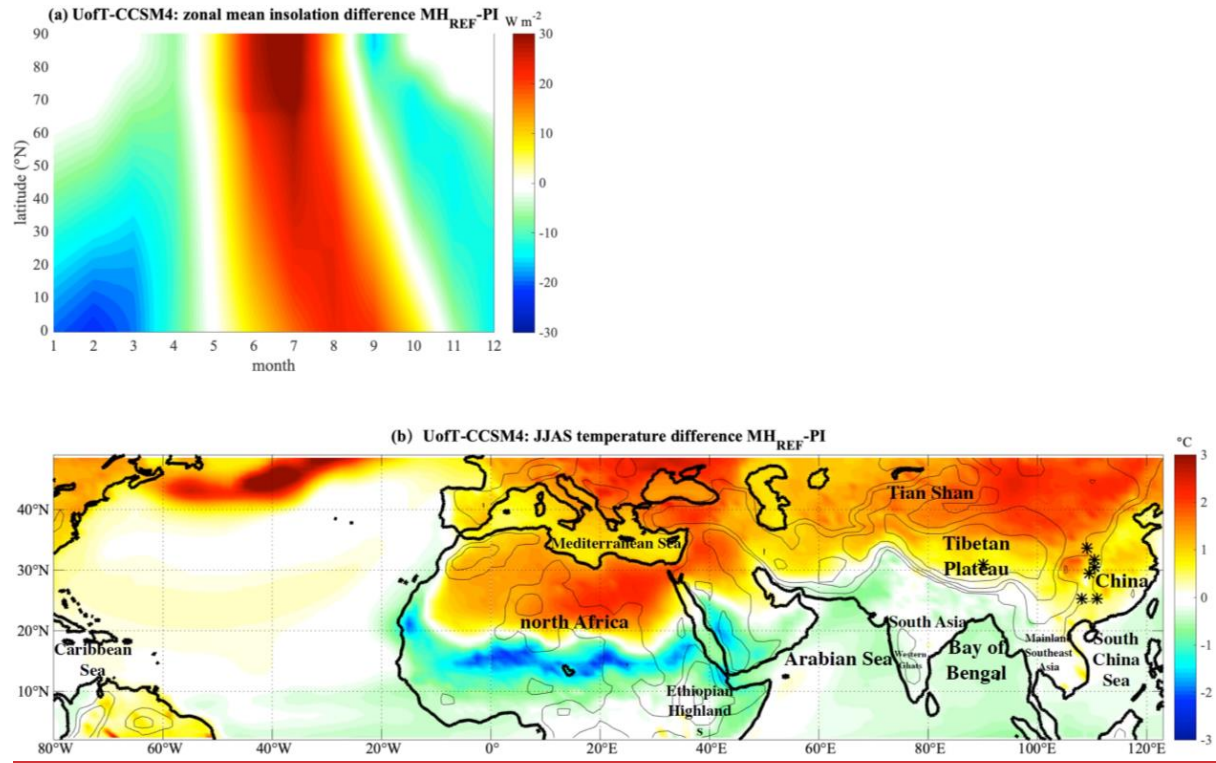 (a) UofT-CCSM4: zonal mean insolation difference MH_REF-PI
W m⁻²
90
80
70
60
50
40
30
20
10
0
latitude (°N)
1 2 3 4 5 6 7 8 9 10 11 12
month
30
20
10
0
-10
-20
-30
(b) UofT-CCSM4: JJAS temperature difference MH_REF-PI
°C
40°N
30°N
20°N
10°N
80°W 60°W 40°W 20°W 0° 20°E 40°E 60°E 80°E 100°E 120°E
Tian Shan
Mediterranean Sea
Tibetan
Plateau
China
north Africa
South Asia
Caribbean
Sea
Arabian Sea
Western
Ghats
Bay of
Bengal
Mainland
Southeast
Asia
South
China
Sea
Ethiopian
Highland
s
3
2
1
0
-1
-2
-3